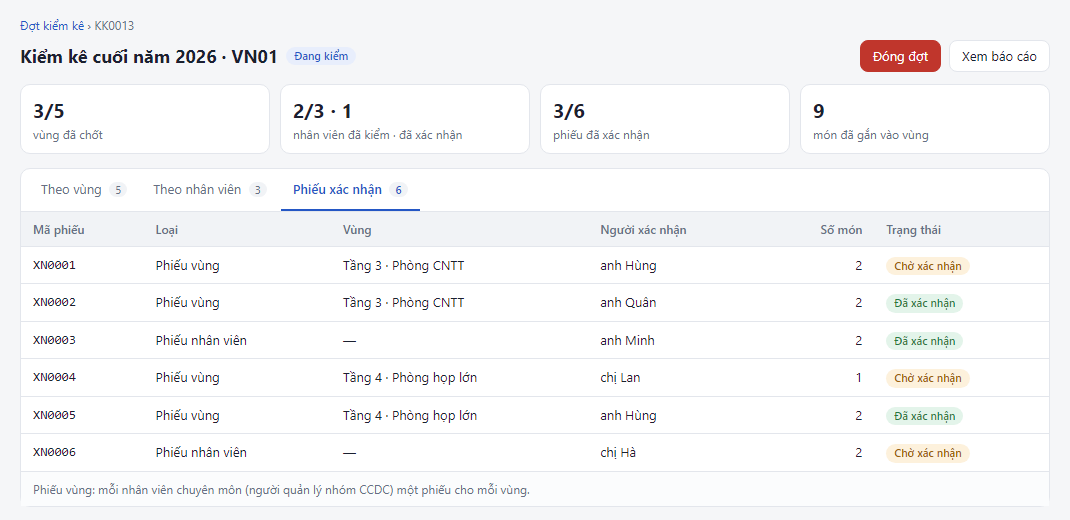 Đợt kiểm kê › KK0013
Kiểm kê cuối năm 2026 · VN01 Đang kiểm Đóng đợt Xem báo cáo
3/5 2/3 · 1 3/6 9
vùng đã chốt nhân viên đã kiểm · đã xác nhận phiếu đã xác nhận món đã gắn vào vùng
Theo vùng 5 Theo nhân viên 3 Phiếu xác nhận 6
Mã phiếu Loại Vùng Người xác nhận Số món Trạng thái
XN0001 Phiếu vùng Tầng 3 · Phòng CNTT anh Hùng 2 Chờ xác nhận
XN0002 Phiếu vùng Tầng 3 · Phòng CNTT anh Quân 2 Đã xác nhận
XN0003 Phiếu nhân viên — anh Minh 2 Đã xác nhận
XN0004 Phiếu vùng Tầng 4 · Phòng họp lớn chị Lan 1 Chờ xác nhận
XN0005 Phiếu vùng Tầng 4 · Phòng họp lớn anh Hùng 2 Đã xác nhận
XN0006 Phiếu nhân viên — chị Hà 2 Chờ xác nhận
Phiếu vùng: mỗi nhân viên chuyên môn (người quản lý nhóm CCDC) một phiếu cho mỗi vùng.